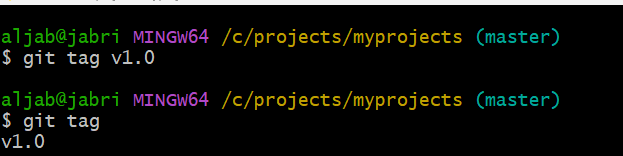 aljab@jabri MINGW64 /c/projects/myprojects (master)
$ git tag v1.0
aljab@jabri MINGW64 /c/projects/myprojects (master)
$ git tag
v1.0